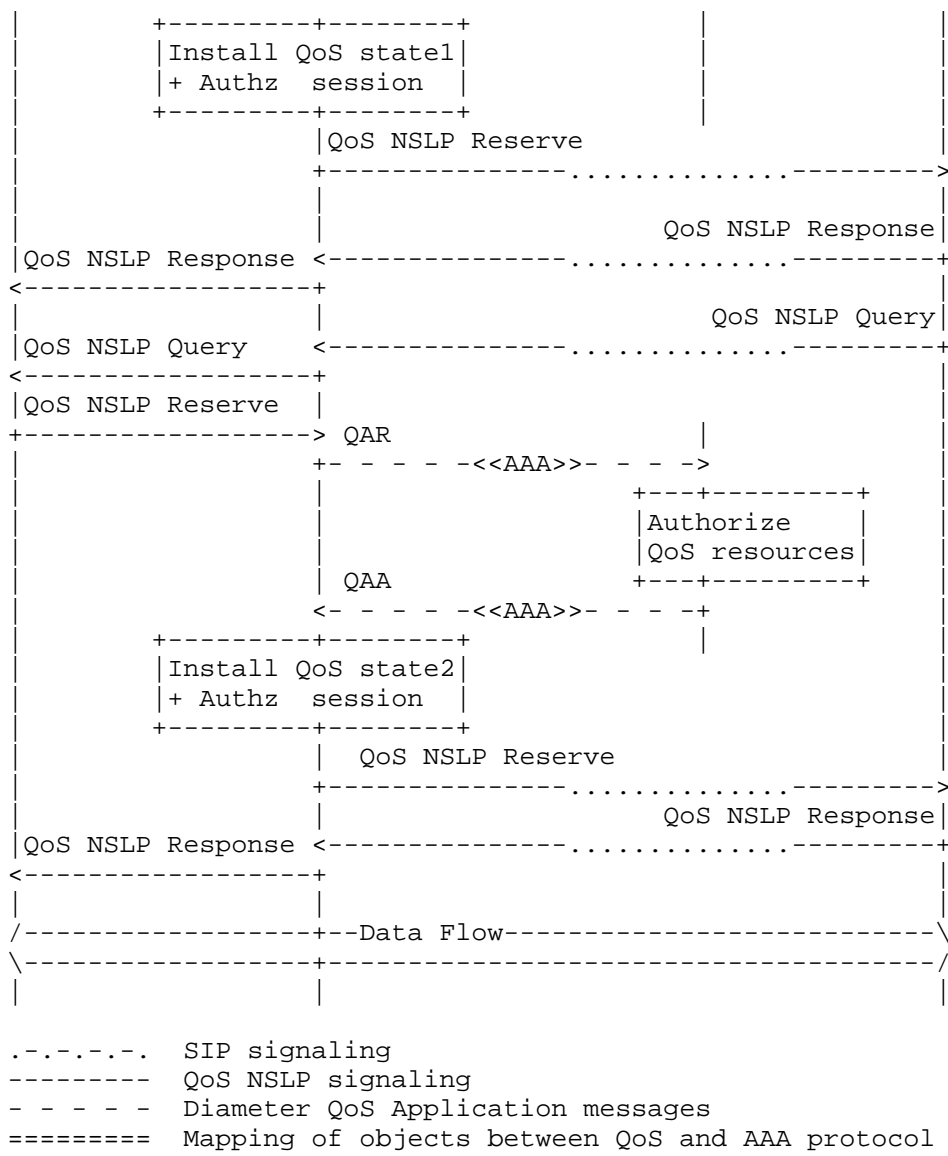 Install QoS state1
+ Authz session
QoS NSLP Reserve
QoS NSLP Response
QoS NSLP Response
QoS NSLP Query
QoS NSLP Query
QoS NSLP Reserve
QAR
<<AAA>>
Authorize
QoS resources
QAA
<<AAA>>
Install QoS state2
+ Authz session
QoS NSLP Reserve
QoS NSLP Response
QoS NSLP Response
Data Flow
.-.-.-.-. SIP signaling
--------- QoS NSLP signaling
- - - - - Diameter QoS Application messages
========= Mapping of objects between QoS and AAA protocol